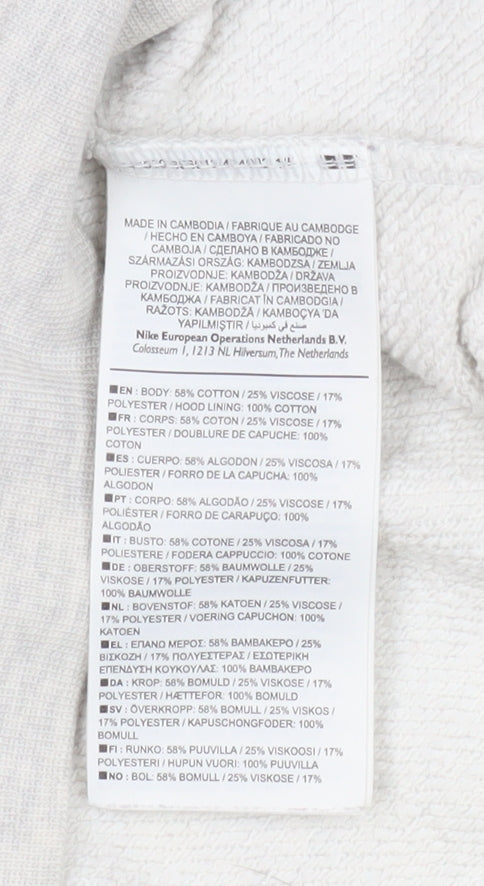 MADE IN CAMBODIA / FABRIQUE AU CAMBODGE
/ HECHO EN CAMBOYA / FABRICADO NO
CAMBOJA / СДЕЛАНО В КАМБОДЖЕ /
SZÁRMAZÁSI ORSZÁG: KAMBODZSA / ZEMLJA
PROIZVODNJE: KAMBODŽA / DRŽAVA
PROIZVODNJE: KAMBODŽA / ПРОИЗВЕДЕНО В
КАМБОДЖА / FABRICAT ÎN CAMBODGIA /
RAŽOTS: KAMBODŽĀ / KAMBOÇYA 'DA
YAPILMIŞTIR / صنع في كمبوديا
Nike European Operations Netherlands B.V.
Colosseum 1, 1213 NL Hilversum, The Netherlands
EN : BODY: 58% COTTON / 25% VISCOSE / 17%
POLYESTER / HOOD LINING: 100% COTTON
FR : CORPS: 58% COTON / 25% VISCOSE / 17%
POLYESTER / DOUBLURE DE CAPUCHE: 100%
COTON
ES : CUERPO: 58% ALGODON / 25% VISCOSA / 17%
POLIESTER / FORRO DE LA CAPUCHA: 100%
ALGODON
PT : CORPO: 58% ALGODÃO / 25% VISCOSE / 17%
POLIÉSTER / FORRO DE CARAPUÇO: 100%
ALGODÃO
IT : BUSTO: 58% COTONE / 25% VISCOSA / 17%
POLIESTERE / FODERA CAPPUCCIO: 100% COTONE
DE : OBERSTOFF: 58% BAUMWOLLE / 25%
VISKOSE / 17% POLYESTER / KAPUZENFUTTER:
100% BAUMWOLLE
NL : BOVENSTOF: 58% KATOEN / 25% VISCOSE /
17% POLYESTER / VOERING CAPUCHON: 100%
KATOEN
EL : ΕΠΑΝΩ ΜΕΡΟΣ: 58% ΒΑΜΒΑΚΕΡΟ / 25%
ΒΙΣΚΟΖΗ / 17% ΠΟΛΥΕΣΤΕΡΑΣ / ΕΣΩΤΕΡΙΚΗ
ΕΠΕΝΔΥΣΗ ΚΟΥΚΟΥΛΑΣ: 100% ΒΑΜΒΑΚΕΡΟ
DA : KROP: 58% BOMULD / 25% VISKOSE / 17%
POLYESTER / HÆTTEFOR: 100% BOMULD
SV : ÖVERKROPP: 58% BOMULL / 25% VISKOS /
17% POLYESTER / KAPUSCHONGFODER: 100%
BOMULL
FI : RUNKO: 58% PUUVILLA / 25% VISKOOSI / 17%
POLYESTERI / HUPUN VUORI: 100% PUUVILLA
NO : BOL: 58% BOMULL / 25% VISKOSE / 17%